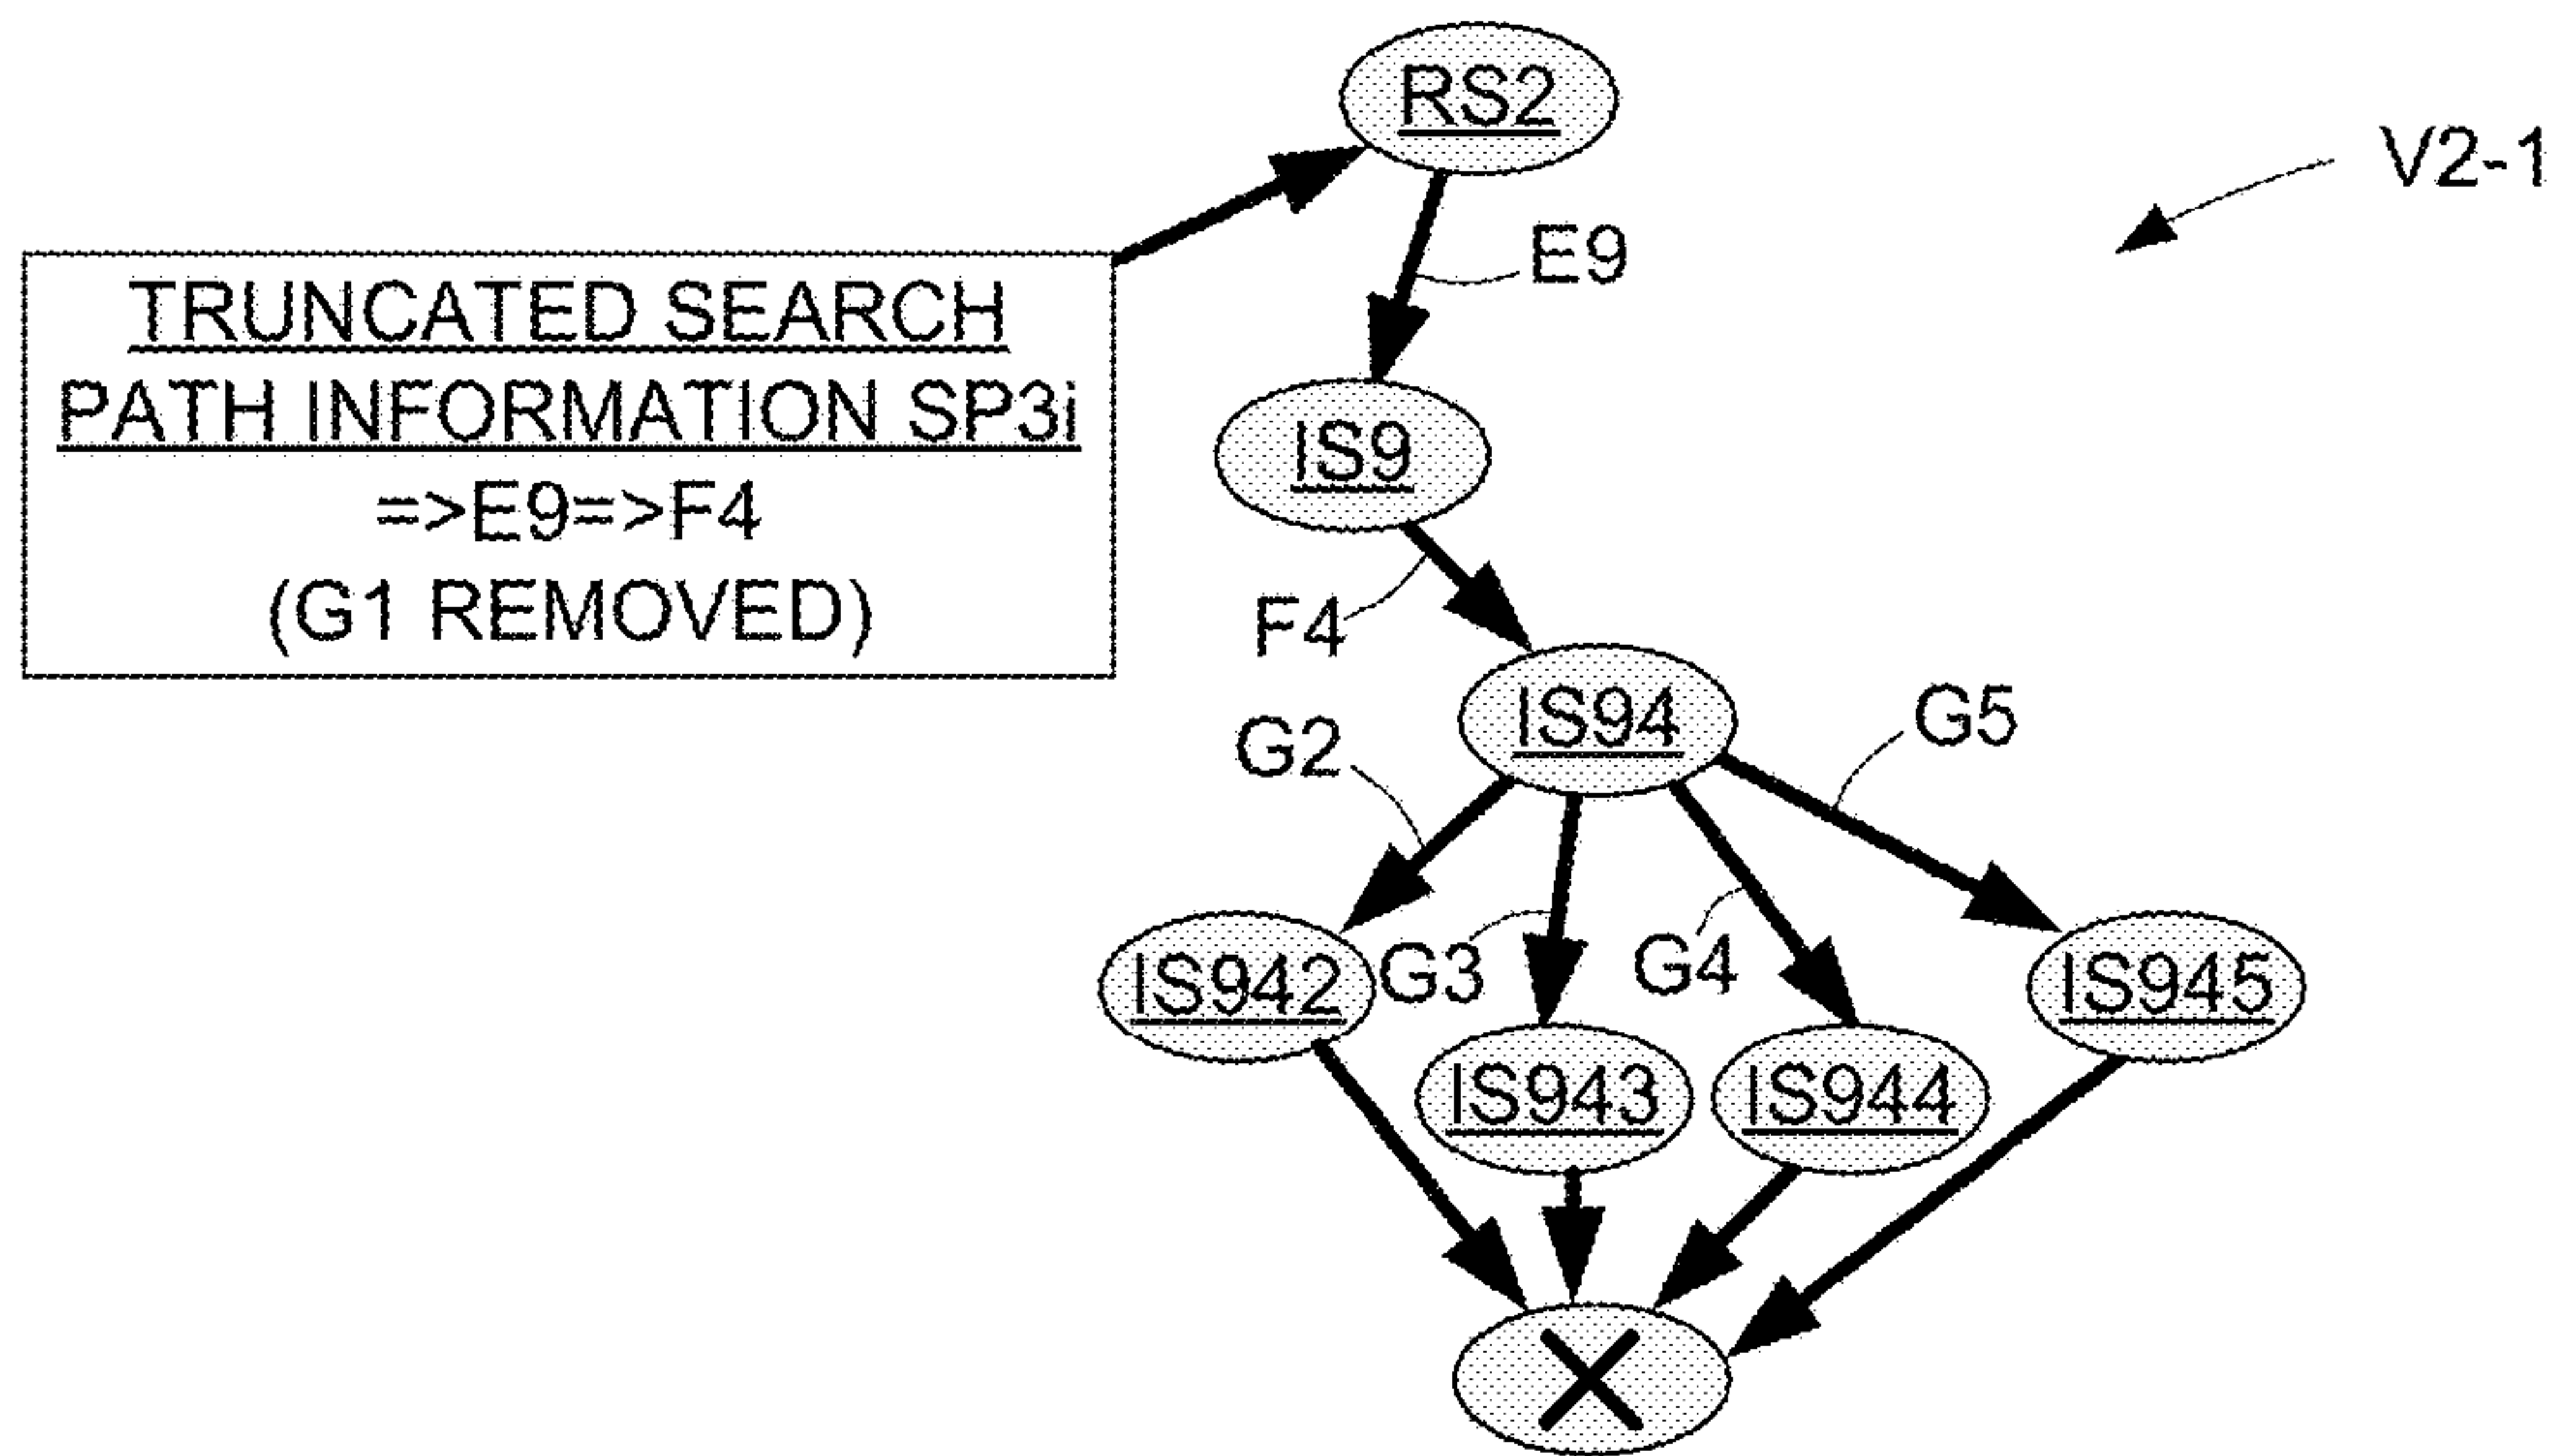 RS2
V2-1
E9
TRUNCATED SEARCH
PATH INFORMATION SP3i
=>E9=>F4
(G1 REMOVED)
IS9
F4
IS94
G2
G5
G3
G4
IS942
IS945
IS943
IS944
X